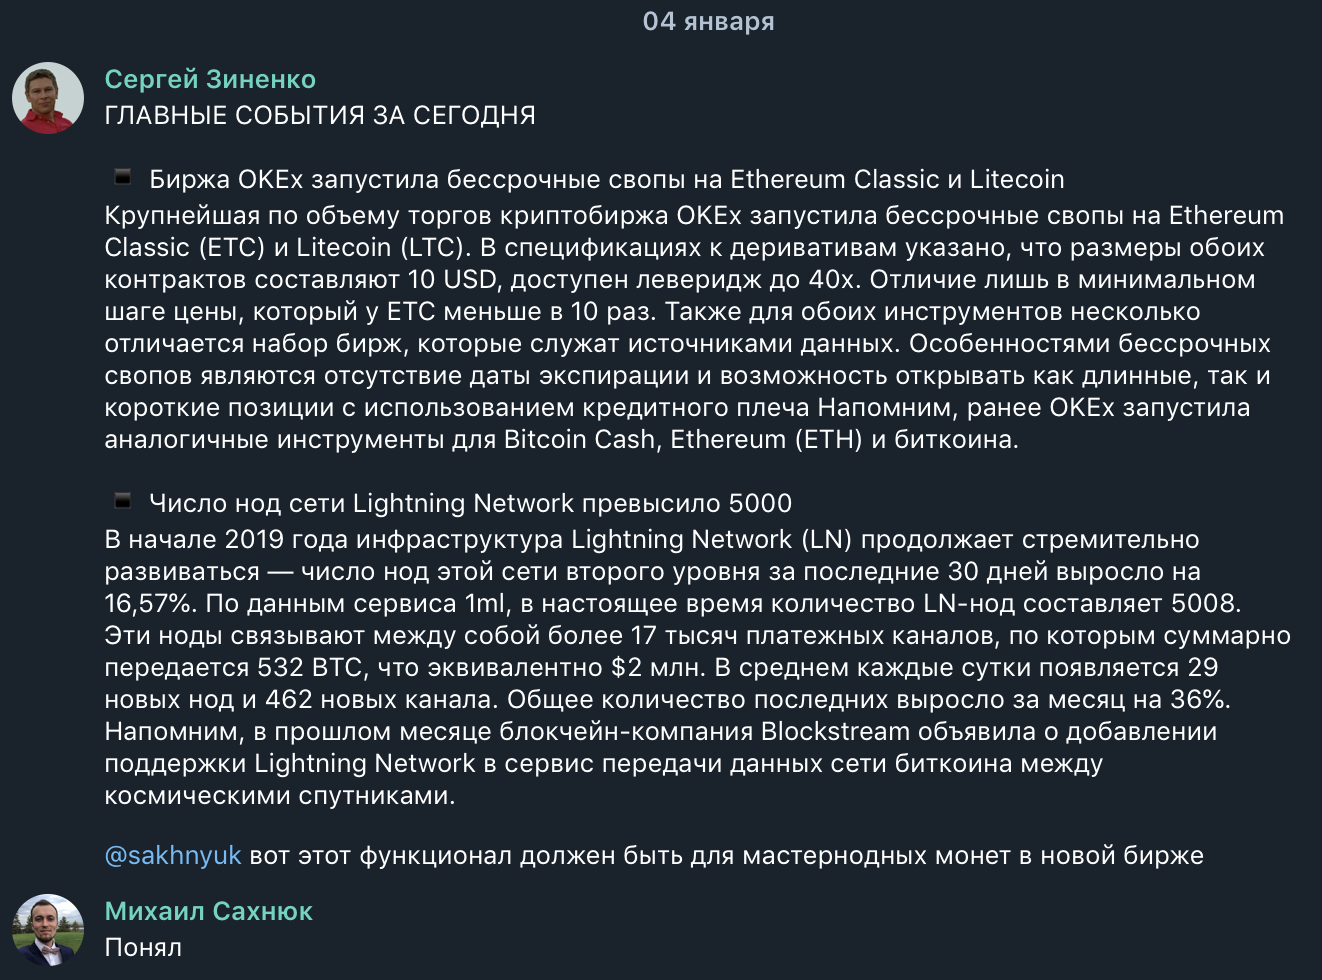 04 января
Сергей Зиненко
ГЛАВНЫЕ СОБЫТИЯ ЗА СЕГОДНЯ
▪️ Биржа OKEx запустила бессрочные свопы на Ethereum Classic и Litecoin
Крупнейшая по объему торгов криптобиржа OKEx запустила бессрочные свопы на Ethereum
Classic (ETC) и Litecoin (LTC). В спецификациях к деривативам указано, что размеры обоих
контрактов составляют 10 USD, доступен леверидж до 40x. Отличие лишь в минимальном
шаге цены, который у ETC меньше в 10 раз. Также для обоих инструментов несколько
отличается набор бирж, которые служат источниками данных. Особенностями бессрочных
свопов являются отсутствие даты экспирации и возможность открывать как длинные, так и
короткие позиции с использованием кредитного плеча Напомним, ранее OKEx запустила
аналогичные инструменты для Bitcoin Cash, Ethereum (ETH) и биткоина.
▪️ Число нод сети Lightning Network превысило 5000
В начале 2019 года инфраструктура Lightning Network (LN) продолжает стремительно
развиваться — число нод этой сети второго уровня за последние 30 дней выросло на
16,57%. По данным сервиса 1ml, в настоящее время количество LN-нод составляет 5008.
Эти ноды связывают между собой более 17 тысяч платежных каналов, по которым суммарно
передается 532 BTC, что эквивалентно $2 млн. В среднем каждые сутки появляется 29
новых нод и 462 новых канала. Общее количество последних выросло за месяц на 36%.
Напомним, в прошлом месяце блокчейн-компания Blockstream объявила о добавлении
поддержки Lightning Network в сервис передачи данных сети биткоина между
космическими спутниками.
@sakhnyuk вот этот функционал должен быть для мастернодных монет в новой бирже
Михаил Сахнюк
Понял